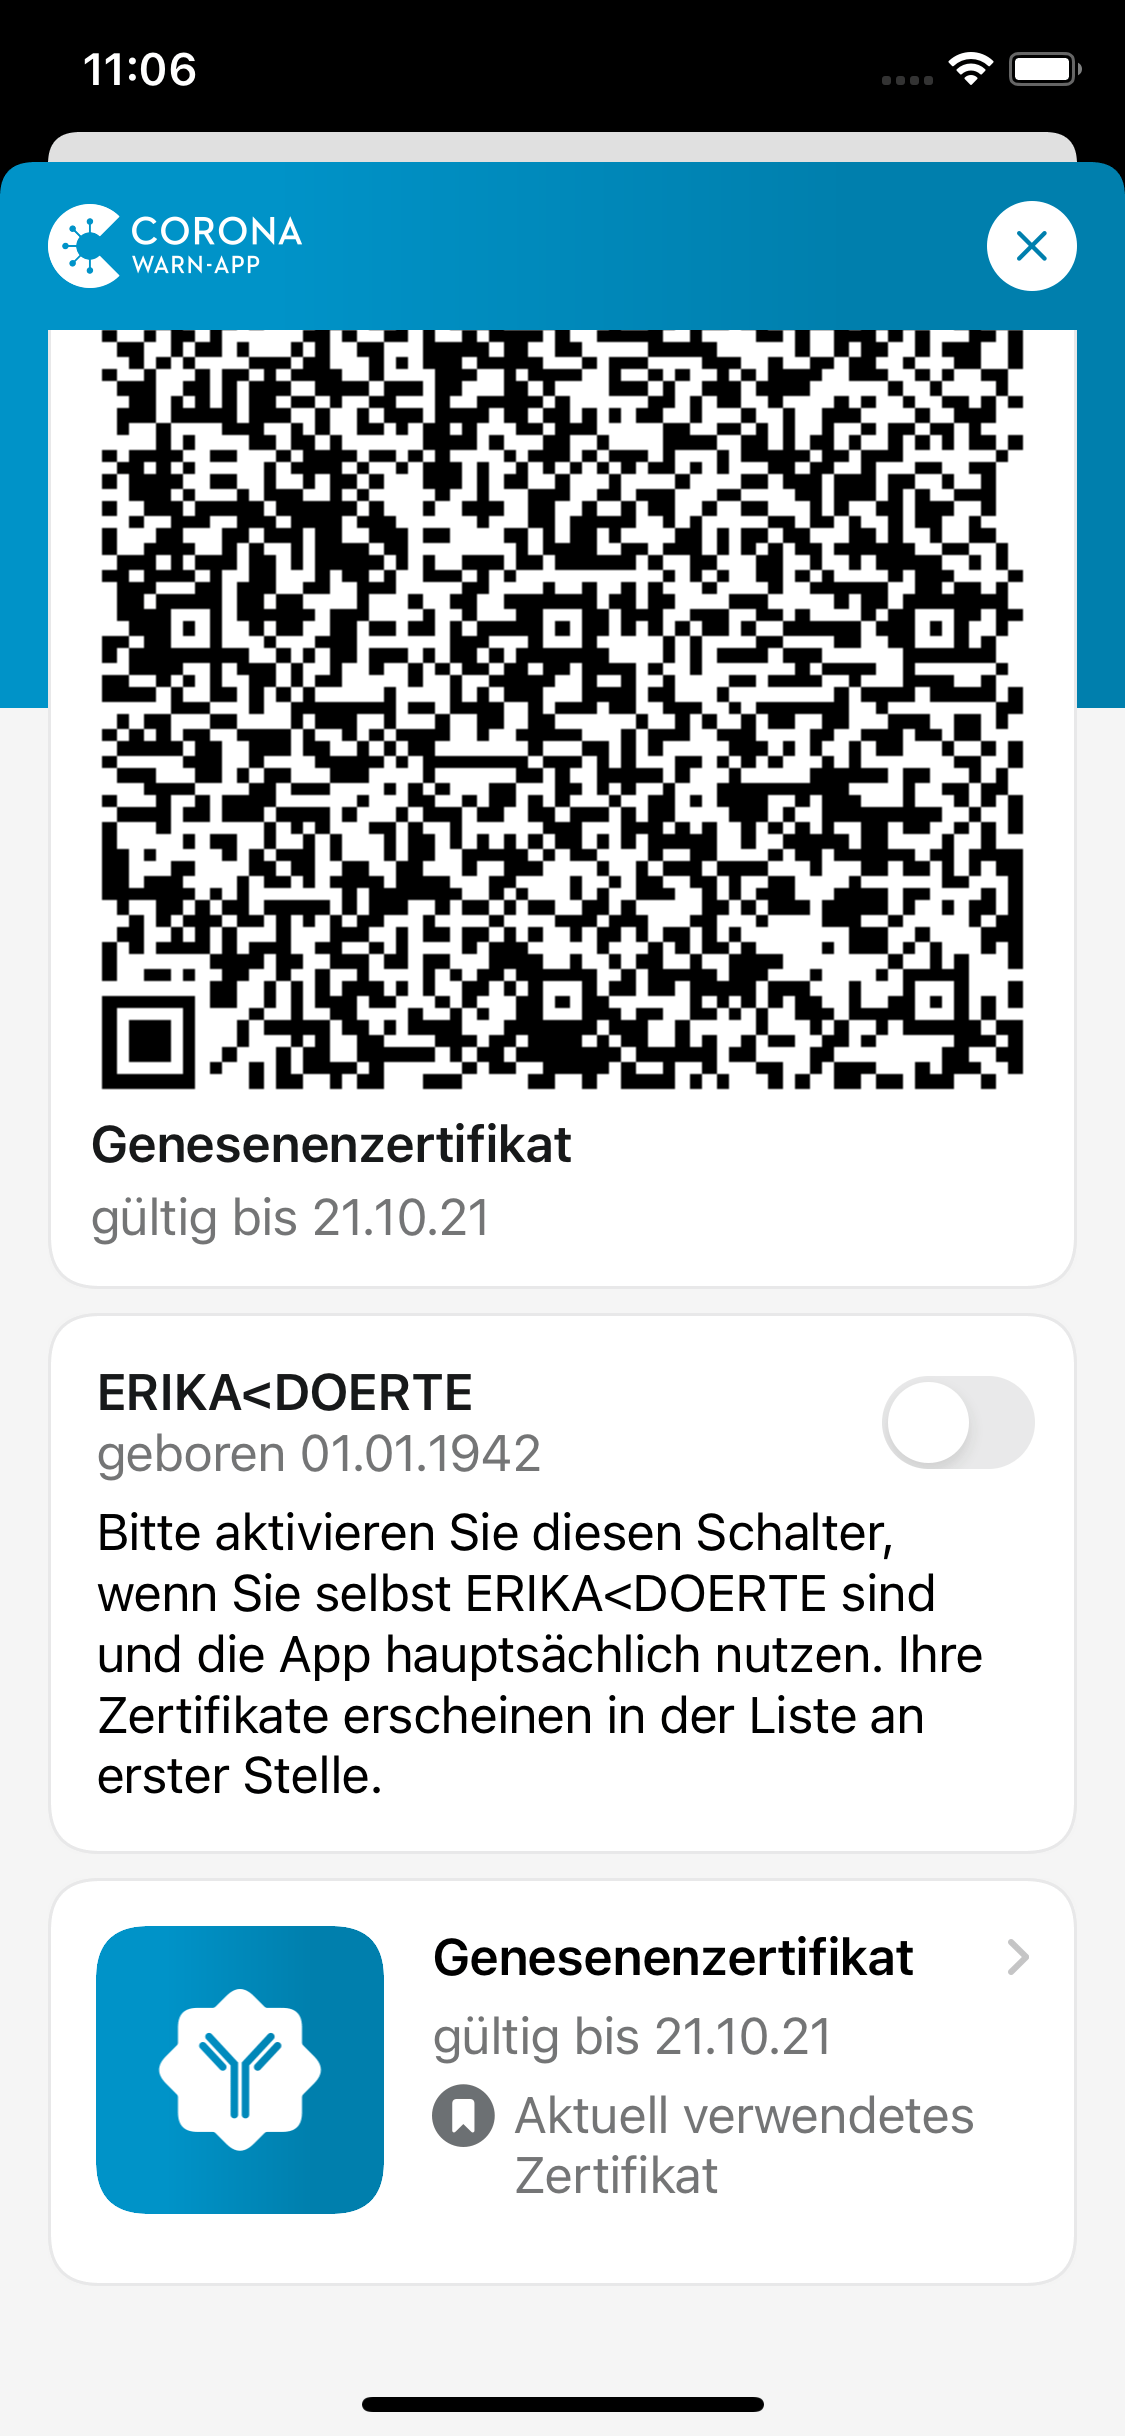 11:06
CORONA
WARN-APP
Genesenenzertifikat
gültig bis 21.10.21
ERIKA<DOERTE
geboren 01.01.1942
Bitte aktivieren Sie diesen Schalter,
wenn Sie selbst ERIKA<DOERTE sind
und die App hauptsächlich nutzen. Ihre
Zertifikate erscheinen in der Liste an
erster Stelle.
Genesenenzertifikat
gültig bis 21.10.21
Aktuell verwendetes
Zertifikat